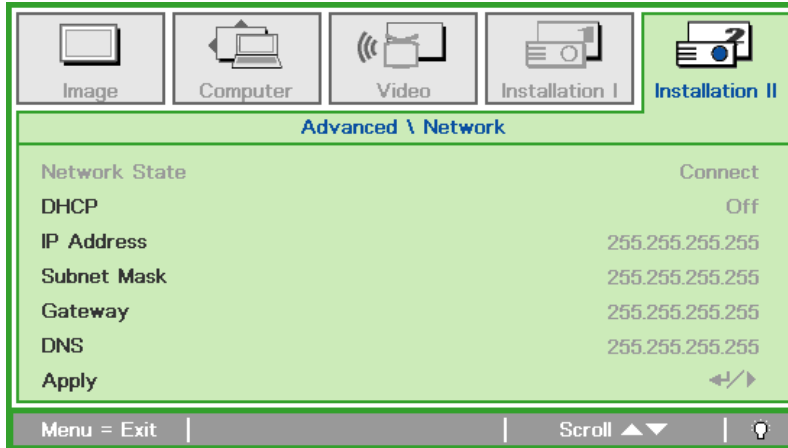 Image Computer Video Installation I Installation II
Advanced \ Network
Network State Connect
DHCP Off
IP Address 255.255.255.255
Subnet Mask 255.255.255.255
Gateway 255.255.255.255
DNS 255.255.255.255
Apply
Menu = Exit Scroll